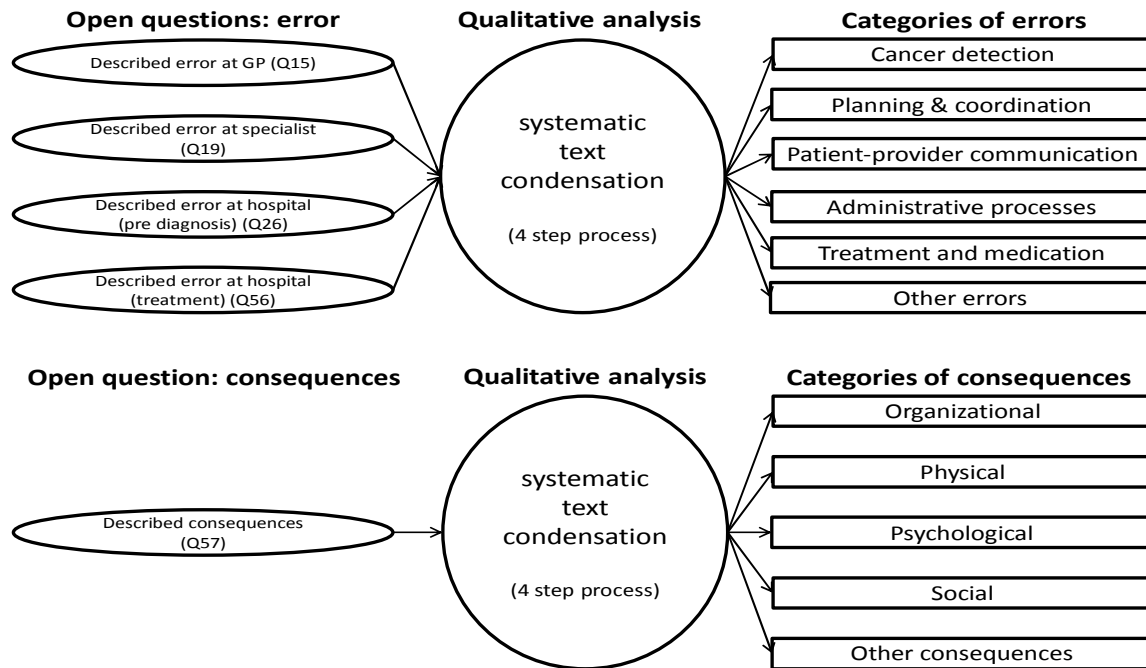 Open questions: error
Qualitative analysis
Categories of errors
Described error at GP (Q15)
Described error at specialist
(Q19)
Described error at hospital
(pre diagnosis) (Q26)
Described error at hospital
(treatment) (Q56)
systematic
text
condensation
(4 step process)
Cancer detection
Planning & coordination
Patient-provider communication
Administrative processes
Treatment and medication
Other errors
Open question: consequences
Qualitative analysis
Categories of consequences
Described consequences
(Q57)
systematic
text
condensation
(4 step process)
Organizational
Physical
Psychological
Social
Other consequences